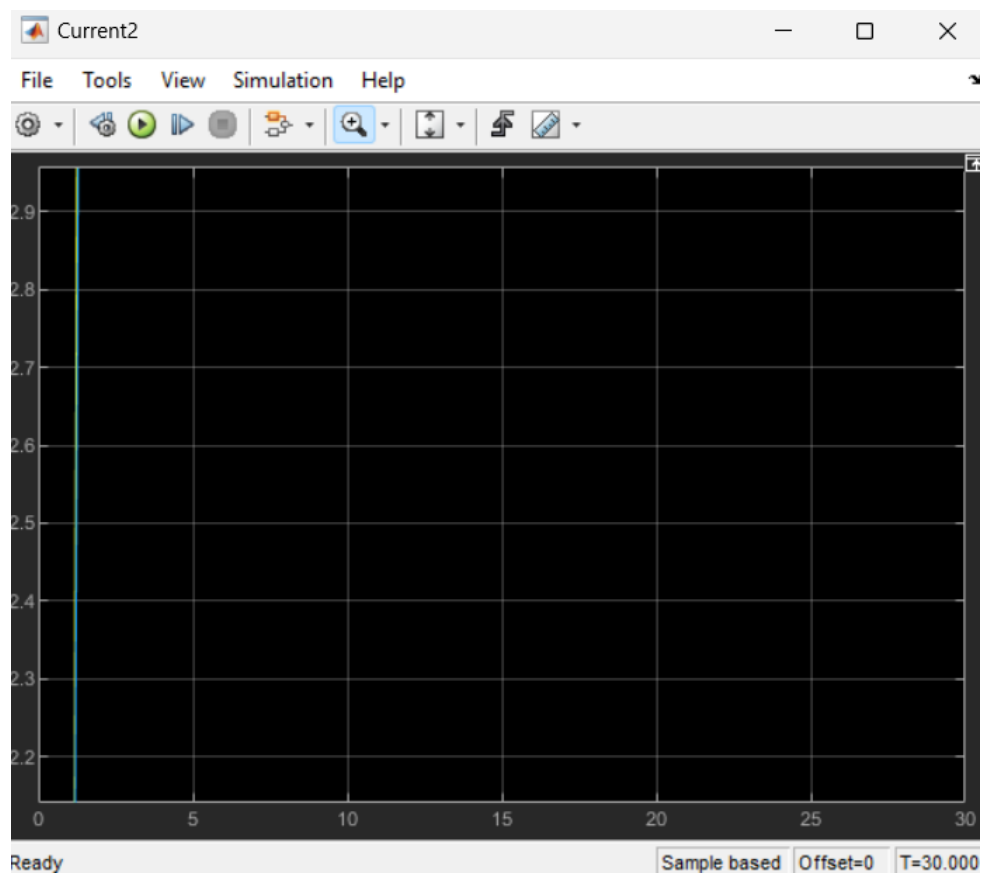 Current2
File Tools View Simulation Help
2.9
2.8
2.7
2.6
2.5
2.4
2.3
2.2
0 5 10 15 20 25 30
Ready Sample based Offset=0 T=30.000